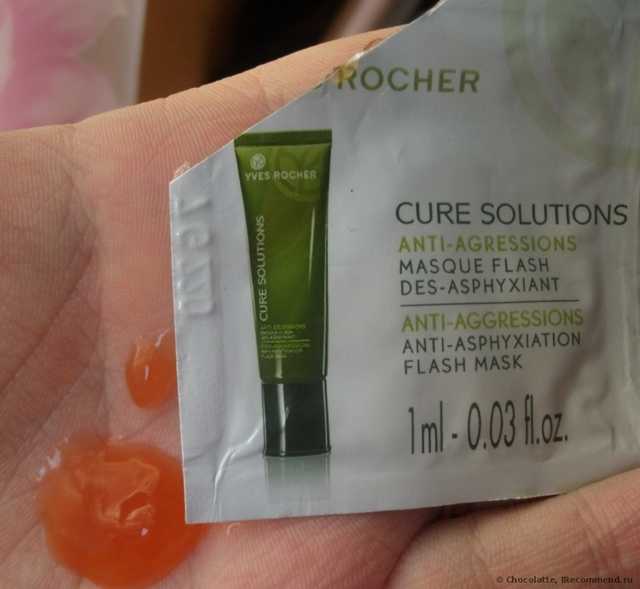 ROCHER
YVES ROCHER
CURE SOLUTIONS
CURE SOLUTIONS
ANTI-AGRESSIONS
MASQUE FLASH
DES-ASPHYXIANT
ANTI-AGGRESSIONS
ANTI-ASPHYXIATION
FLASH MASK
1ml - 0.03 fl.oz.
© Chocolatte, IRecommend.ru